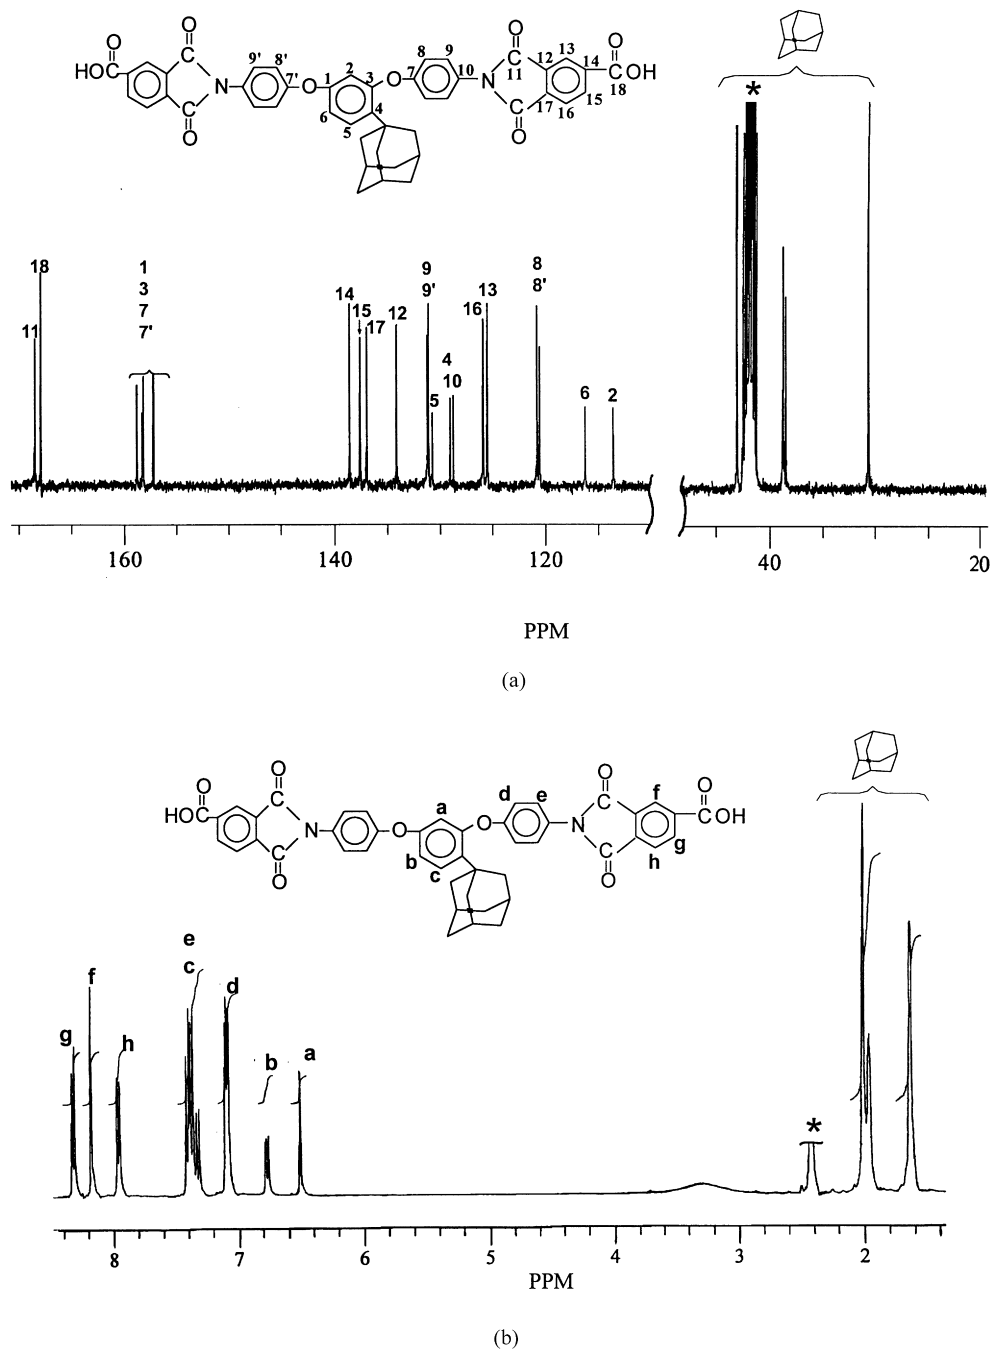 O O O O
HO 9' 8' 7' O 1 2 3 O 7 8 9 10 N 11 12 13 14 OH
N 6 5 4 17 16 15 18
O O
*
18
11
1
3
7
7'
14 15 17 12
9
9'
5
4
10
16 13
8
8'
6 2
160 140 120 40 20
PPM
(a)
O O O O
HO N O a O d e N f OH
b c h g
O O
g f h
e
c
d b a
* 
8 7 6 5 4 3 2
PPM
(b)